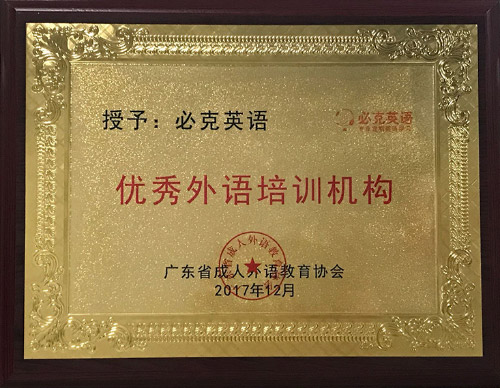 授予：必克英语
必克英语
优秀外语培训机构
广东省成人外语教育协会
2017年12月